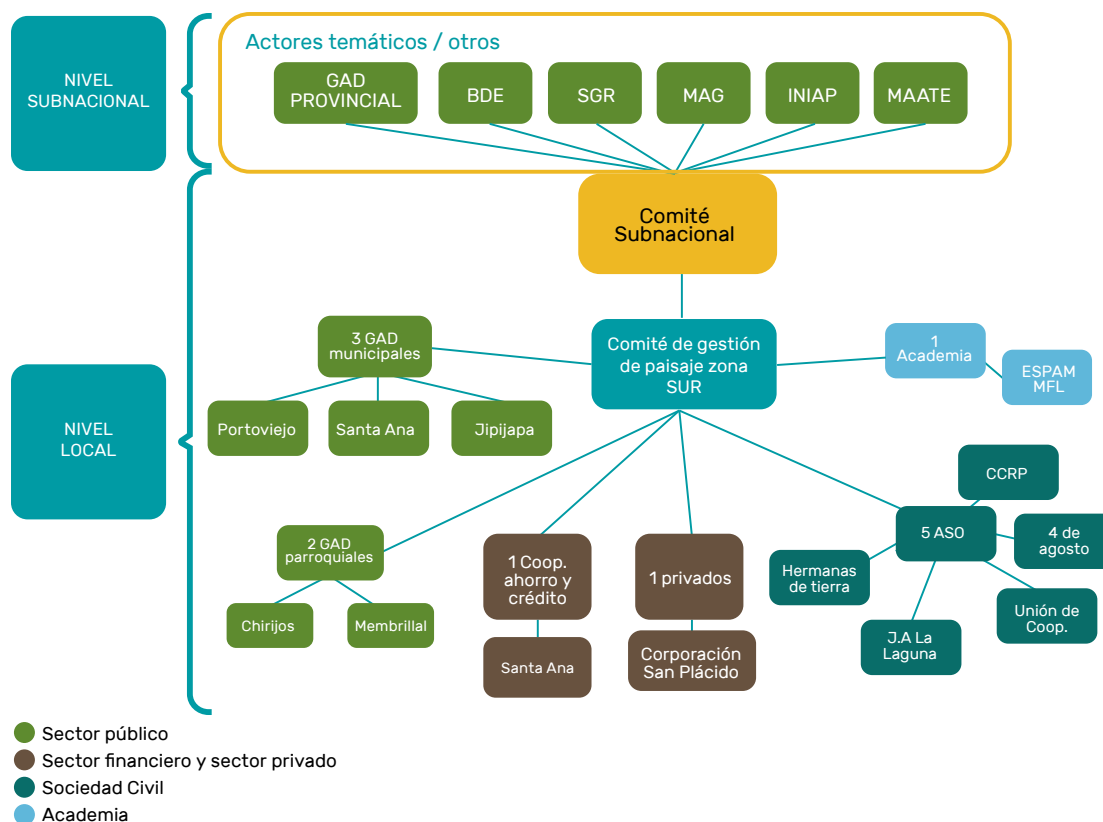 NIVEL
SUBNACIONAL
Actores temáticos / otros
GAD
PROVINCIAL
BDE
SGR
MAG
INIAP
MAATE
Comité
Subnacional
NIVEL
LOCAL
3 GAD
municipales
Comité de gestión
de paisaje zona
SUR
1
Academia
ESPAM
MFL
Portoviejo
Santa Ana
Jipijapa
CCRP
2 GAD
parroquiales
1 Coop.
ahorro y
crédito
1 privados
5 ASO
4 de
agosto
Hermanas
de tierra
Chirijos
Membrillal
Santa Ana
Corporación
San Plácido
J.A La
Laguna
Unión de
Coop.
Sector público
Sector financiero y sector privado
Sociedad Civil
Academia